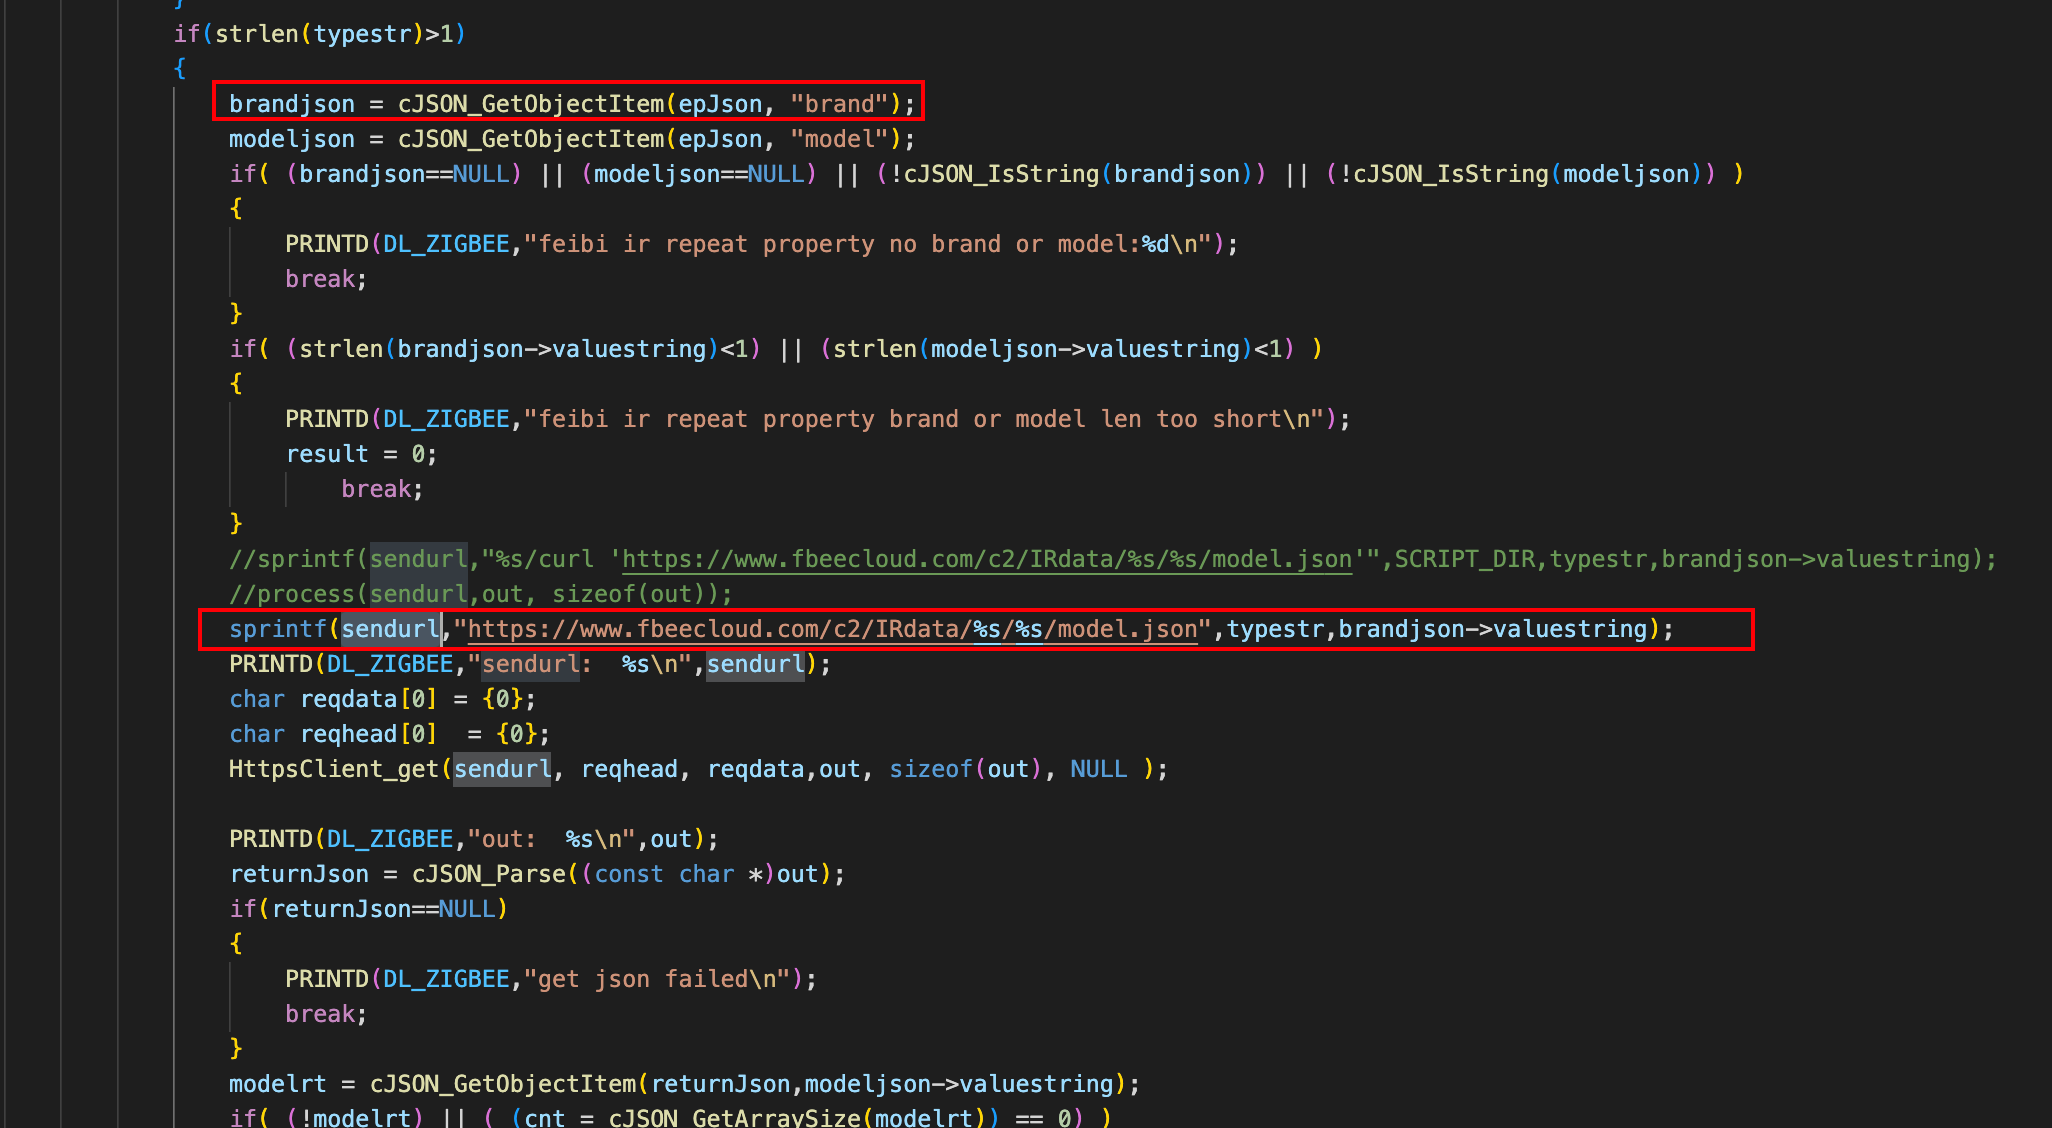 }
if(strlen(typestr)>1)
{
brandjson = cJSON_GetObjectItem(epJson, "brand");
modeljson = cJSON_GetObjectItem(epJson, "model");
if( (brandjson==NULL) || (modeljson==NULL) || (!cJSON_IsString(brandjson)) || (!cJSON_IsString(modeljson)) )
{
PRINTD(DL_ZIGBEE,"feibi ir repeat property no brand or model:%d\n");
break;
}
if( (strlen(brandjson->valuestring)<1) || (strlen(modeljson->valuestring)<1) )
{
PRINTD(DL_ZIGBEE,"feibi ir repeat property brand or model len too short\n");
result = 0;
break;
}
//sprintf(sendurl,"%s/curl 'https://www.fbeecloud.com/c2/IRdata/%s/%s/model.json'",SCRIPT_DIR,typestr,brandjson->valuestring);
//process(sendurl,out, sizeof(out));
sprintf(sendurl,"https://www.fbeecloud.com/c2/IRdata/%s/%s/model.json",typestr,brandjson->valuestring);
PRINTD(DL_ZIGBEE,"sendurl:  %s\n",sendurl);
char reqdata[0] = {0};
char reqhead[0]  = {0};
HttpsClient_get(sendurl, reqhead, reqdata,out, sizeof(out), NULL );
PRINTD(DL_ZIGBEE,"out:  %s\n",out);
returnJson = cJSON_Parse((const char *)out);
if(returnJson==NULL)
{
PRINTD(DL_ZIGBEE,"get json failed\n");
break;
}
modelrt = cJSON_GetObjectItem(returnJson,modeljson->valuestring);
if( (!modelrt) || ( (cnt = cJSON_GetArraySize(modelrt)) == 0) )